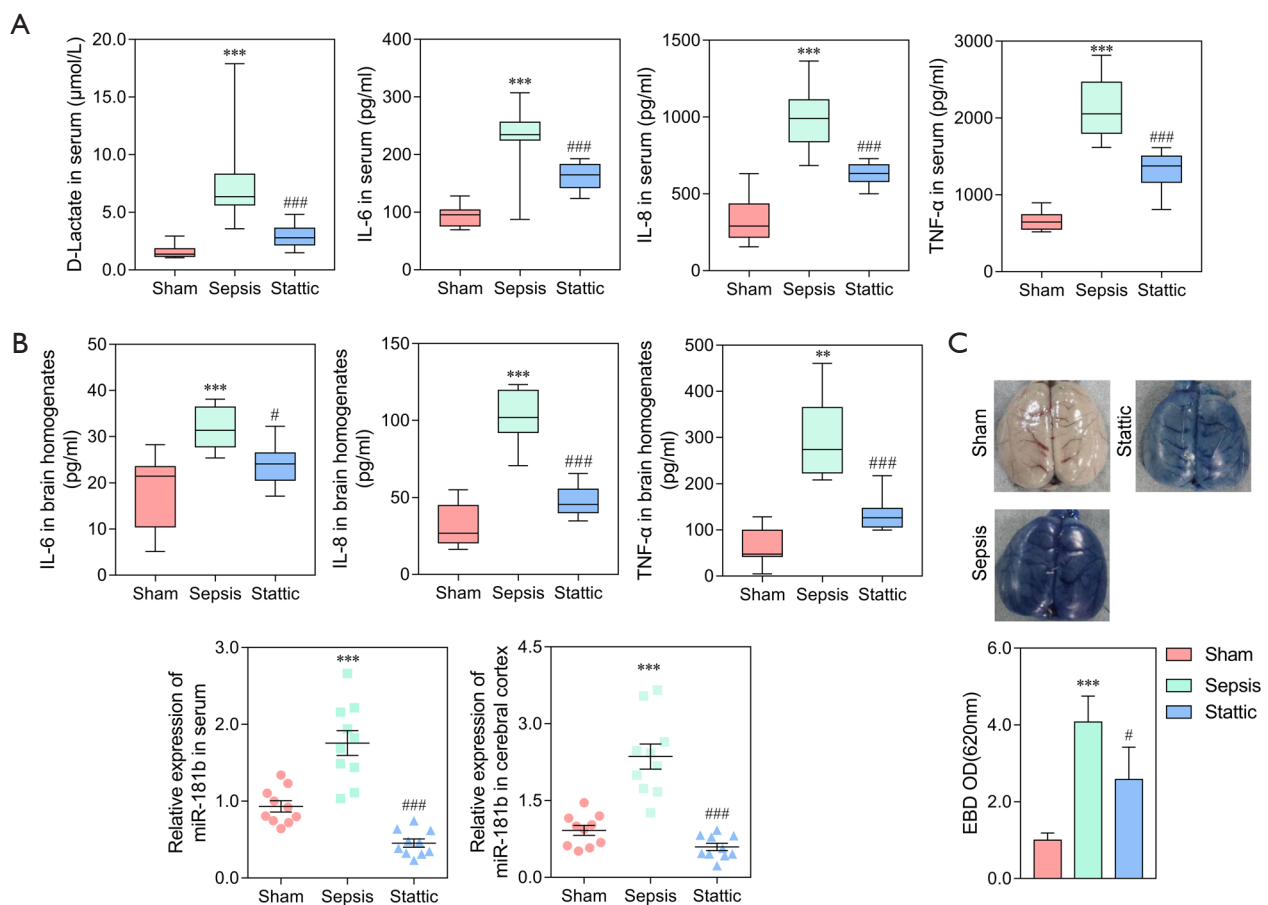 A
D-Lactate in serum (μmol/L)
20.0
15.0
10.0
5.0
0.0
***
###
Sham Sepsis Stattic
IL-6 in serum (pg/ml)
400
300
200
100
0
***
###
Sham Sepsis Stattic
IL-8 in serum (pg/ml)
1500
1000
500
0
***
###
Sham Sepsis Stattic
TNF-α in serum (pg/ml)
3000
2000
1000
0
***
###
Sham Sepsis Stattic
B
IL-6 in brain homogenates
(pg/ml)
50
40
30
20
10
0
***
#
Sham Sepsis Stattic
IL-8 in brain homogenates
(pg/ml)
150
100
50
0
***
###
Sham Sepsis Stattic
TNF-α in brain homogenates
(pg/ml)
500
400
300
200
100
0
**
###
Sham Sepsis Stattic
Relative expression of
miR-181b in serum
3.0
2.0
1.0
0.0
***
###
Sham Sepsis Stattic
Relative expression of
miR-181b in cerebral cortex
4.5
3.0
1.5
0.0
***
###
Sham Sepsis Stattic
C
Sham
Stattic
Sepsis
EBD OD(620nm)
6.0
4.0
2.0
0.0
***
#
Sham
Sepsis
Stattic